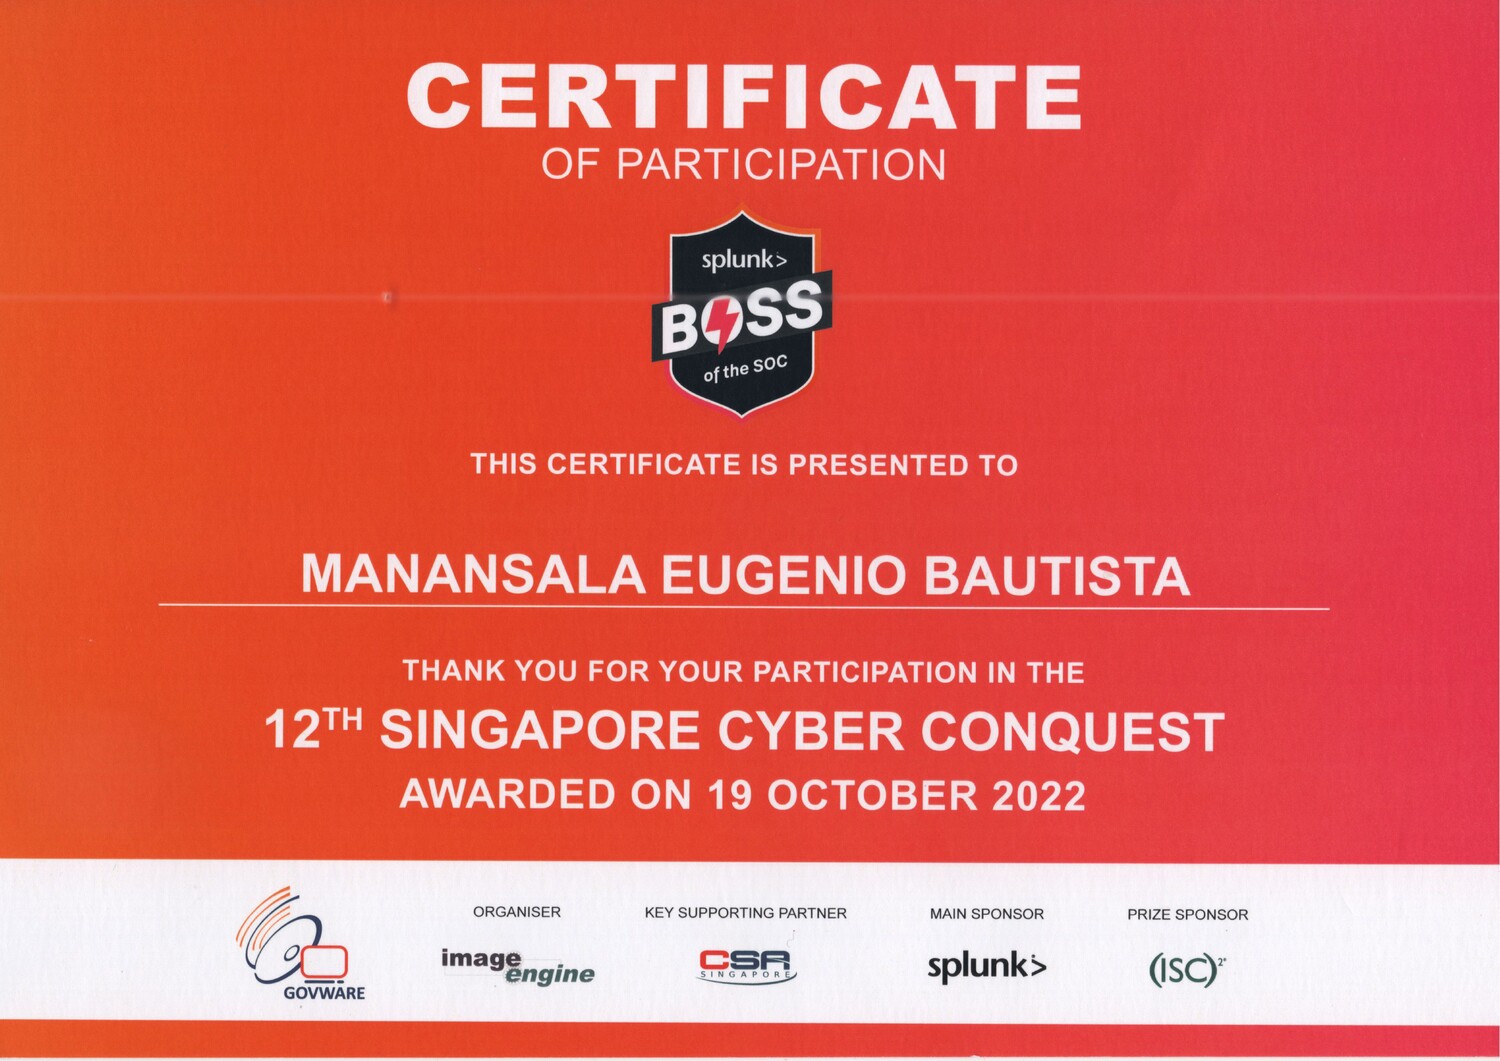 CERTIFICATE
OF PARTICIPATION
splunk>
BOSS
of the SOC
THIS CERTIFICATE IS PRESENTED TO
MANANSALA EUGENIO BAUTISTA
THANK YOU FOR YOUR PARTICIPATION IN THE
12TH SINGAPORE CYBER CONQUEST
AWARDED ON 19 OCTOBER 2022
GOVWARE
ORGANISER
image
engine
KEY SUPPORTING PARTNER
CSA
SINGAPORE
MAIN SPONSOR
splunk>
PRIZE SPONSOR
(ISC)²